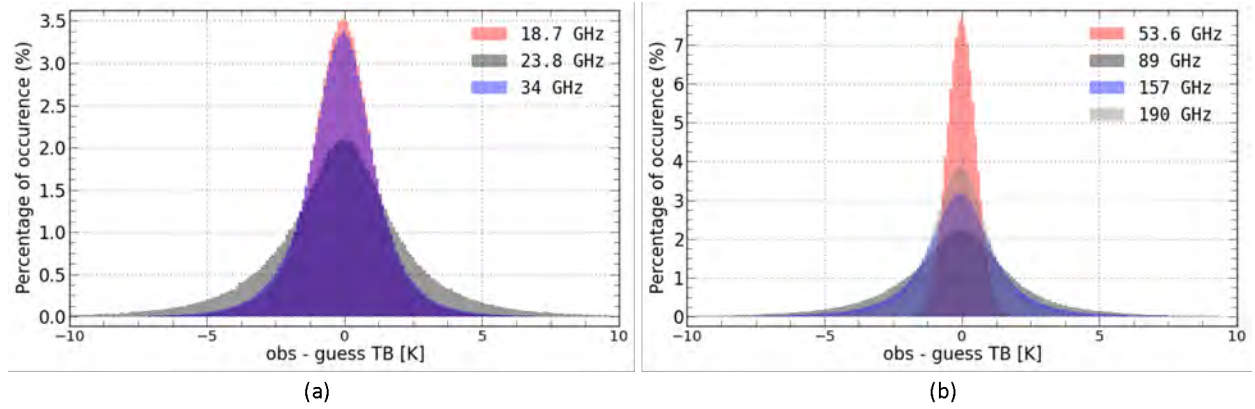 3.5
3.0
2.5
2.0
1.5
1.0
0.5
0.0
Percentage of occurence (%)
18.7 GHz
23.8 GHz
34 GHz
−10
−5
0
5
10
obs - guess TB [K]
(a)
7
6
5
4
3
2
1
0
Percentage of occurence (%)
53.6 GHz
89 GHz
157 GHz
190 GHz
−10
−5
0
5
10
obs - guess TB [K]
(b)